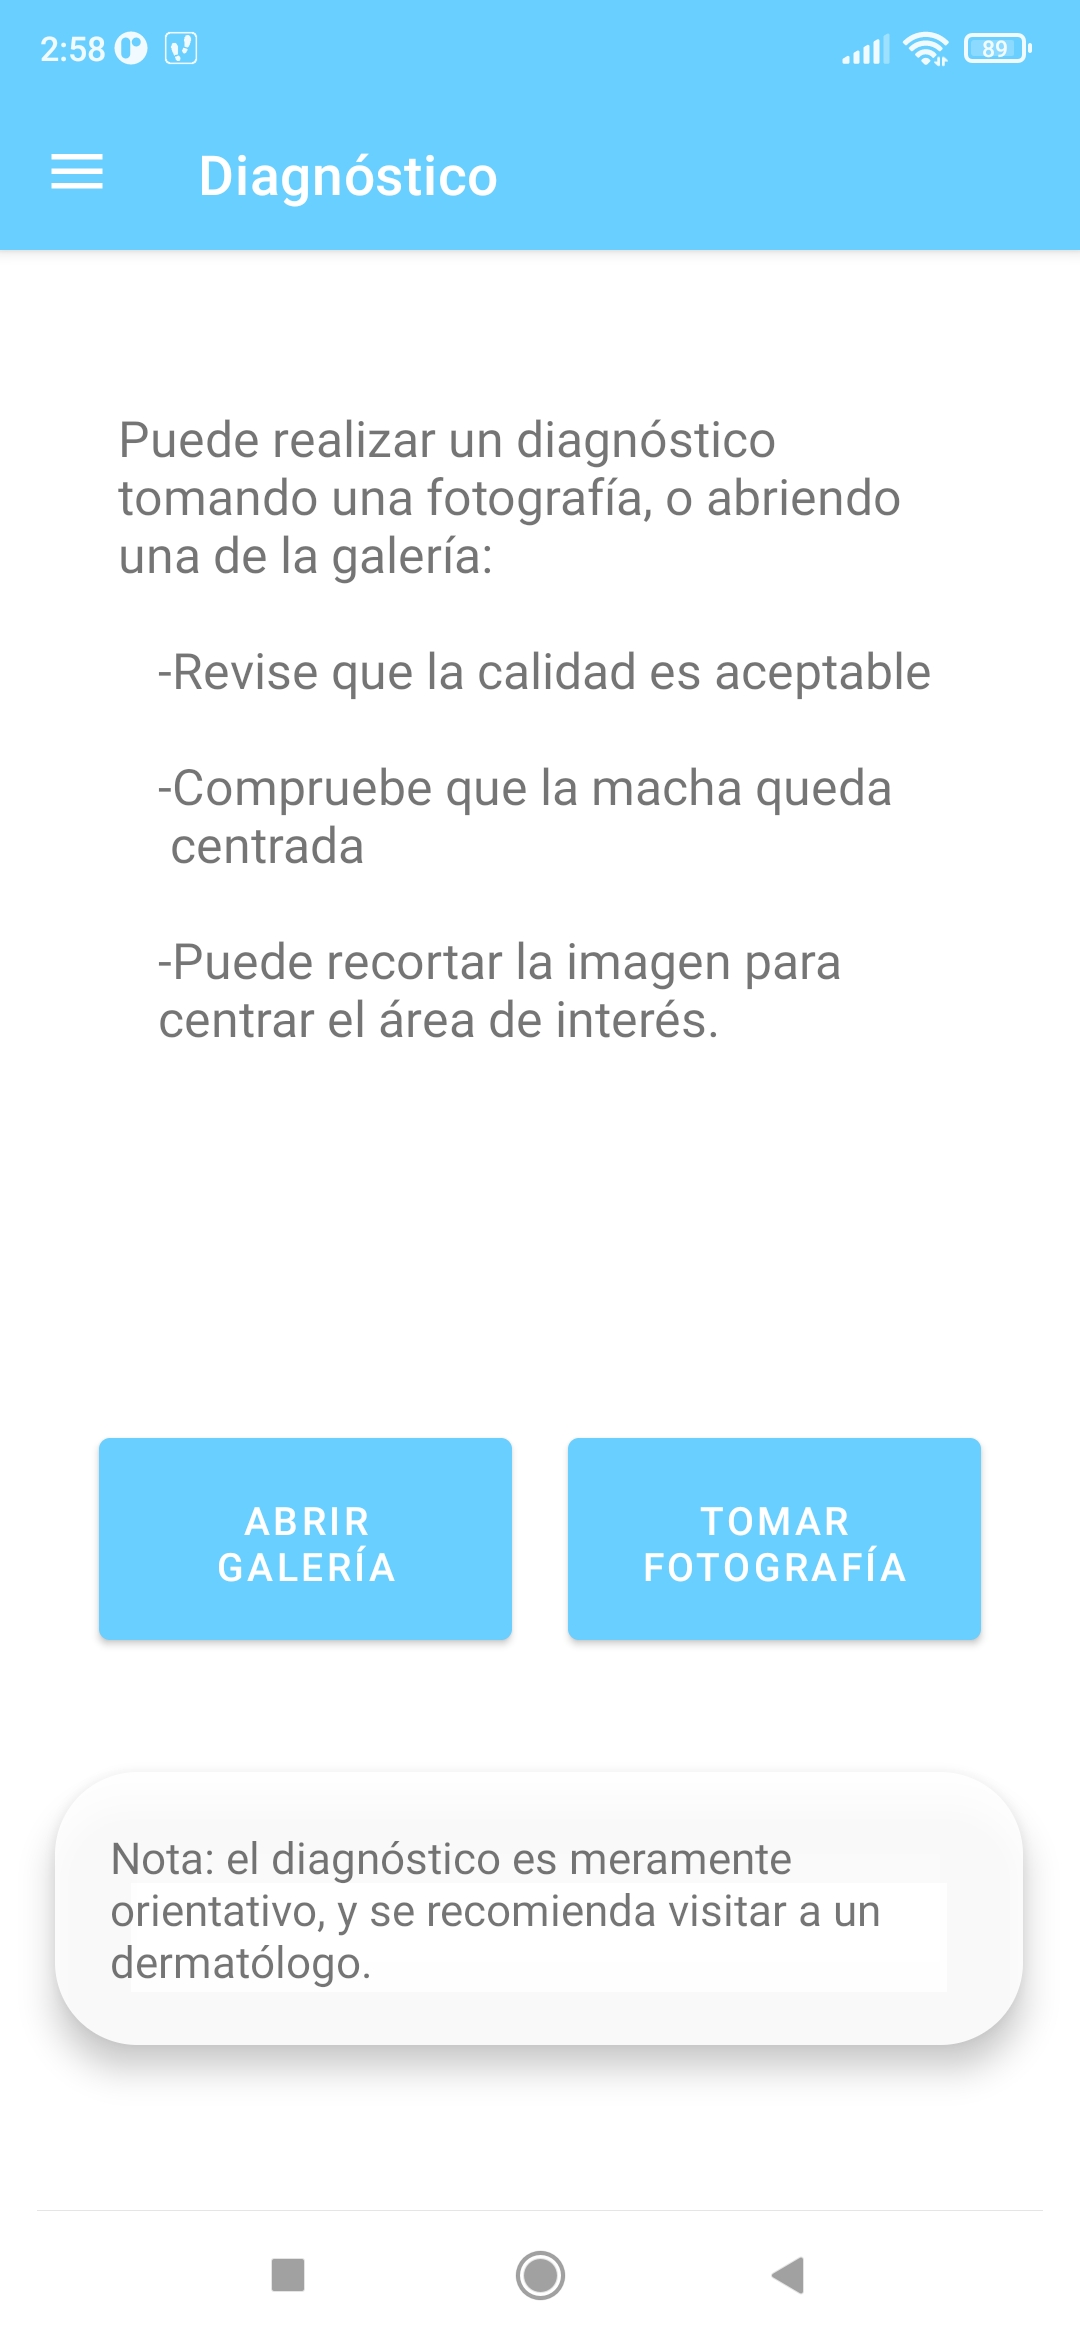 2:58
89
Diagnóstico
Puede realizar un diagnóstico
tomando una fotografía, o abriendo
una de la galería:
-Revise que la calidad es aceptable
-Compruebe que la macha queda
centrada
-Puede recortar la imagen para
centrar el área de interés.
ABRIR
GALERÍA
TOMAR
FOTOGRAFÍA
Nota: el diagnóstico es meramente
orientativo, y se recomienda visitar a un
dermatólogo.